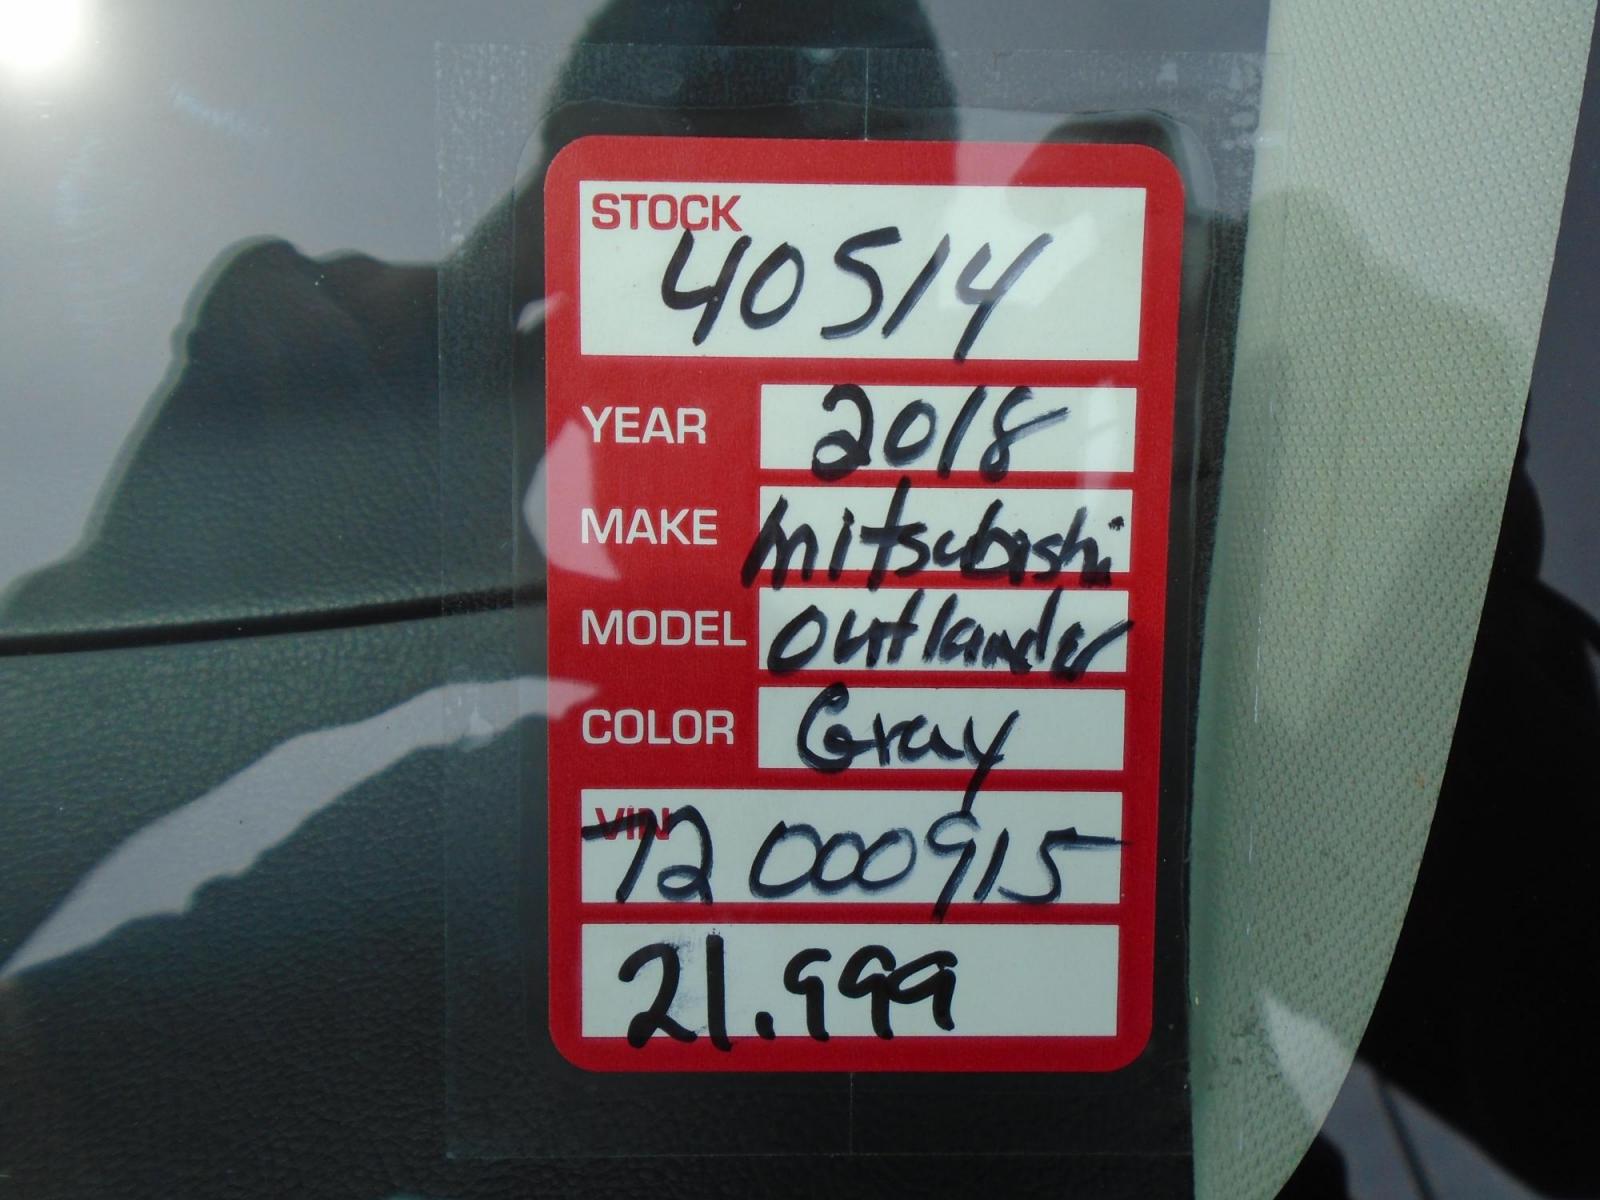 STOCK
40514
YEAR 2018
MAKE mitsubishi
MODEL outlander
COLOR Gray
VIN
72000915
21.999